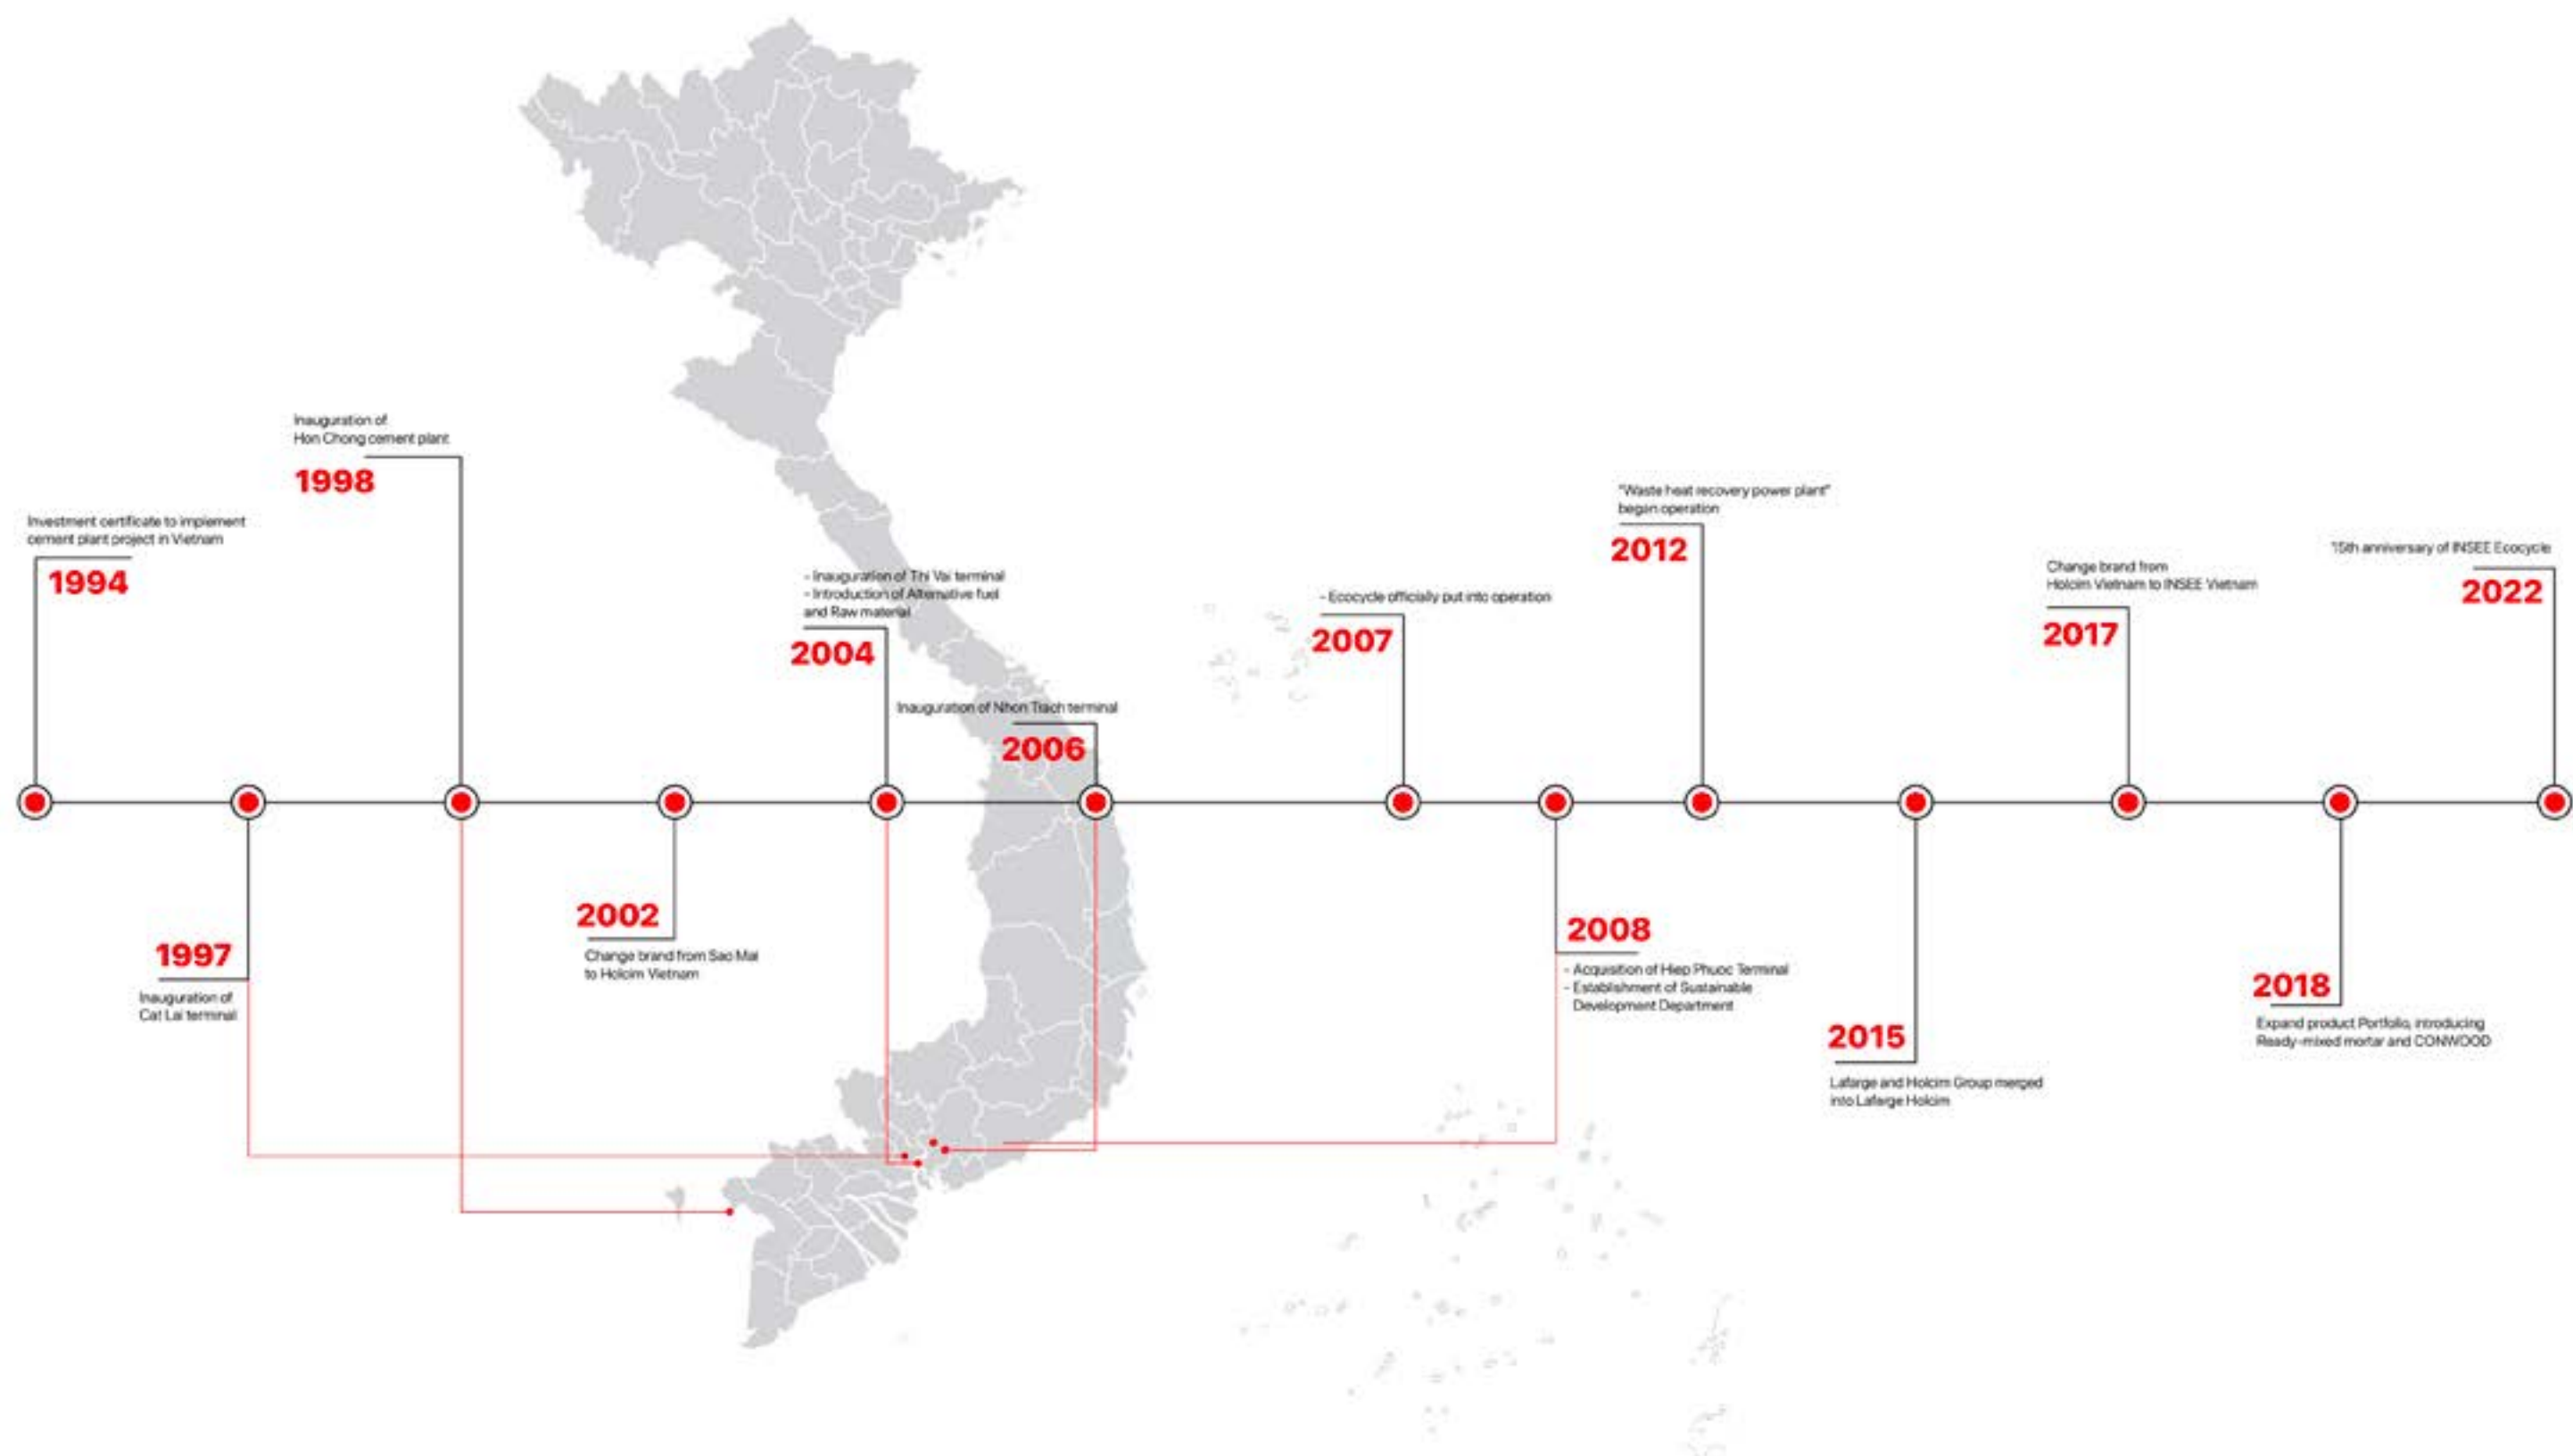 Investment certificate to implement
cement plant project in Vietnam
1994
1997
Inauguration of
Cat Lai terminal
Inauguration of
Hon Chong cement plant
1998
2002
Change brand from Sao Mai
to Holcim Vietnam
- Inauguration of Thi Vai terminal
- Introduction of Alternative fuel
and Raw material
2004
Inauguration of Nhon Trach terminal
2006
- Ecocycle officially put into operation
2007
2008
- Acquisition of Hiep Phuoc Terminal
- Establishment of Sustainable
Development Department
"Waste heat recovery power plant"
began operation
2012
2015
Lafarge and Holcim Group merged
into Lafarge Holcim
Change brand from
Holcim Vietnam to INSEE Vietnam
2017
2018
Expand product Portfolio, introducing
Ready-mixed mortar and CONWOOD
15th anniversary of INSEE Ecocycle
2022